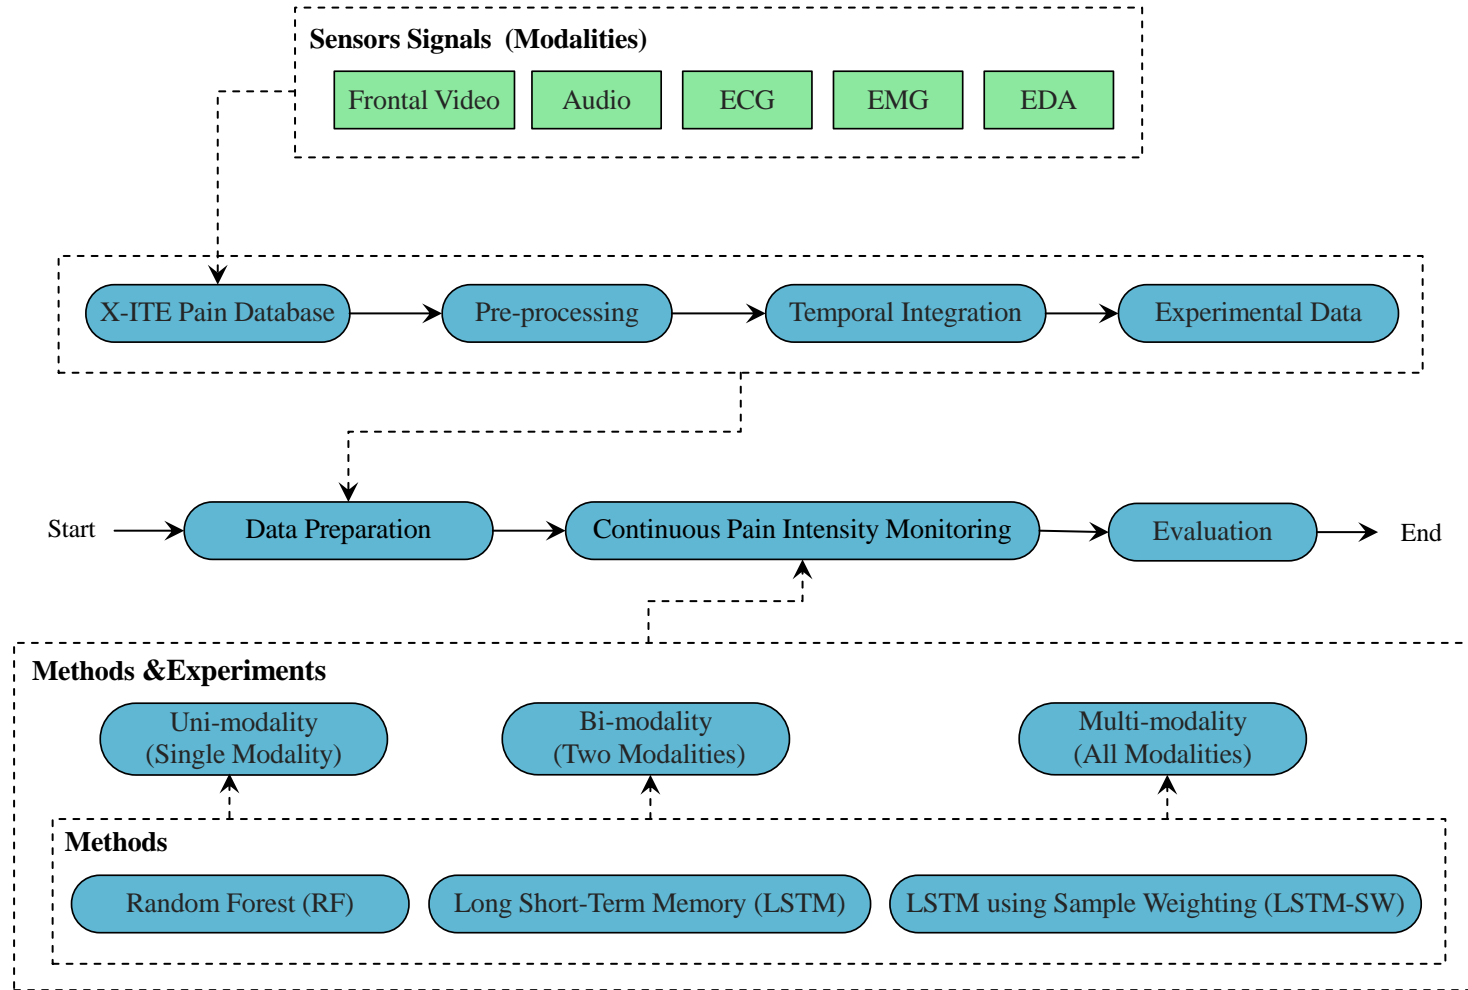 Sensors Signals (Modalities)
Frontal Video
Audio
ECG
EMG
EDA
X-ITE Pain Database
Pre-processing
Temporal Integration
Experimental Data
Start
Data Preparation
Continuous Pain Intensity Monitoring
Evaluation
End
Methods &Experiments
Uni-modality
(Single Modality)
Bi-modality
(Two Modalities)
Multi-modality
(All Modalities)
Methods
Random Forest (RF)
Long Short-Term Memory (LSTM)
LSTM using Sample Weighting (LSTM-SW)